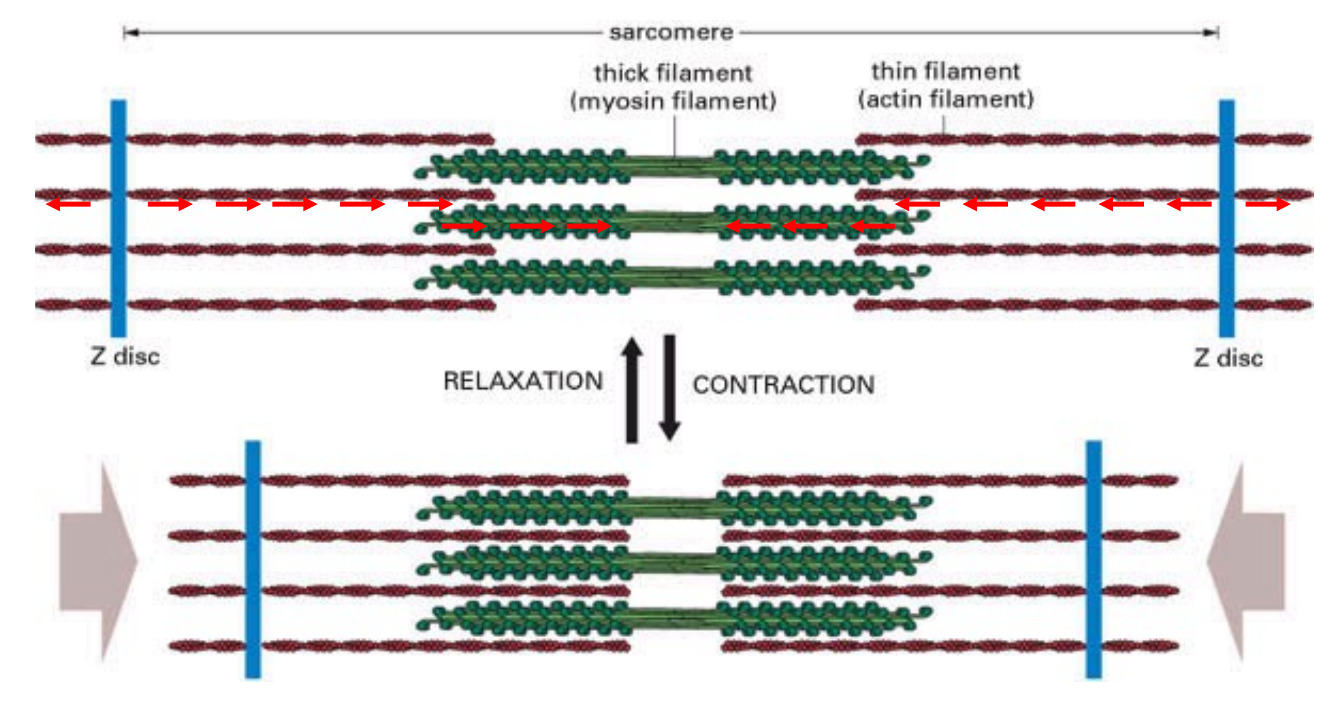 sarcomere
thick filament
(myosin filament)
thin filament
(actin filament)
Z disc
Z disc
RELAXATION
CONTRACTION